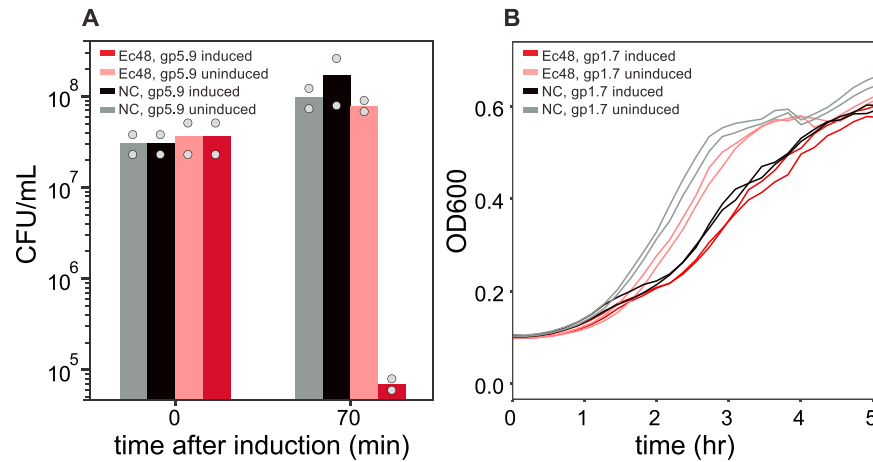 A
Ec48, gp5.9 induced
Ec48, gp5.9 uninduced
NC, gp5.9 induced
NC, gp5.9 uninduced
10^8
10^7
10^6
10^5
CFU/mL
0
70
time after induction (min)
B
Ec48, gp1.7 induced
Ec48, gp1.7 uninduced
NC, gp1.7 induced
NC, gp1.7 uninduced
0.6
0.4
0.2
0.0
OD600
0
1
2
3
4
5
time (hr)